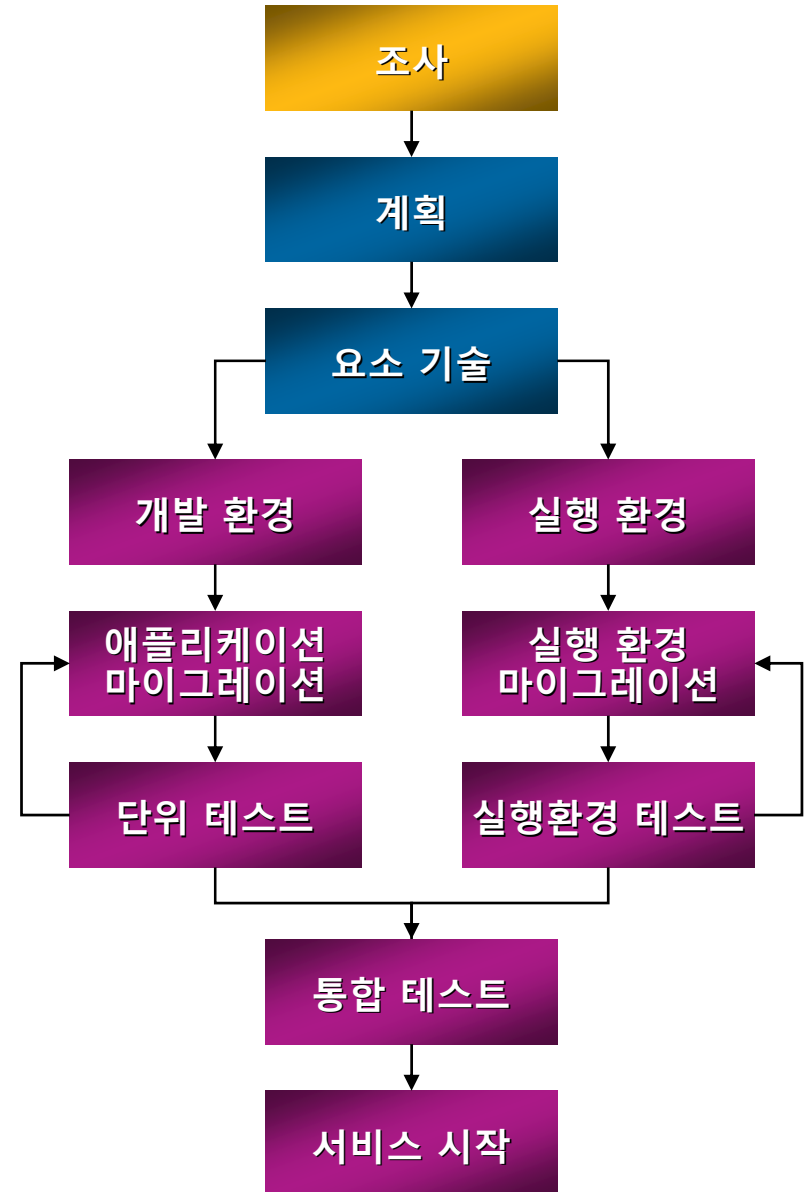 조사
계획
요소 기술
개발 환경
실행 환경
애플리케이션
마이그레이션
실행 환경
마이그레이션
단위 테스트
실행환경 테스트
통합 테스트
서비스 시작